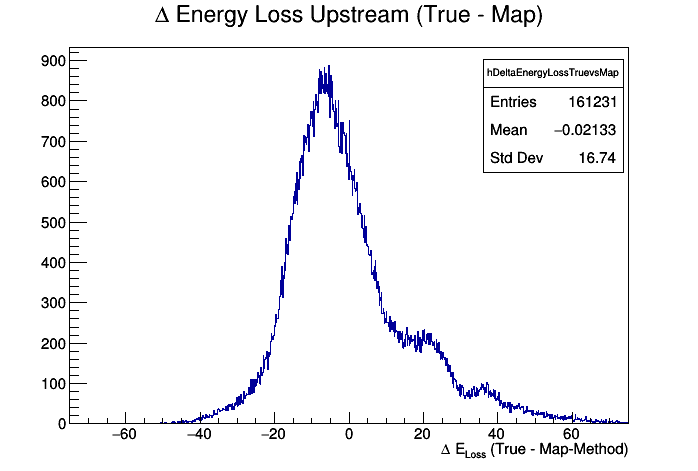 Δ Energy Loss Upstream (True - Map)
hDeltaEnergyLossTruevsMap
Entries 161231
Mean −0.02133
Std Dev 16.74
900
800
700
600
500
400
300
200
100
0
−60 −40 −20 0 20 40 60
Δ E_Loss (True - Map-Method)